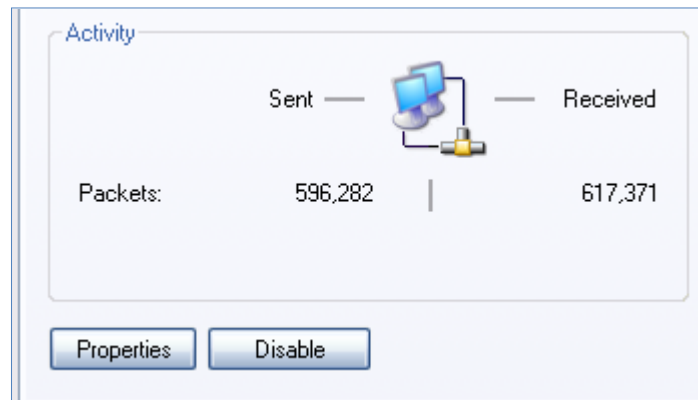 Activity
Sent Received
Packets: 596,282 617,371
Properties Disable